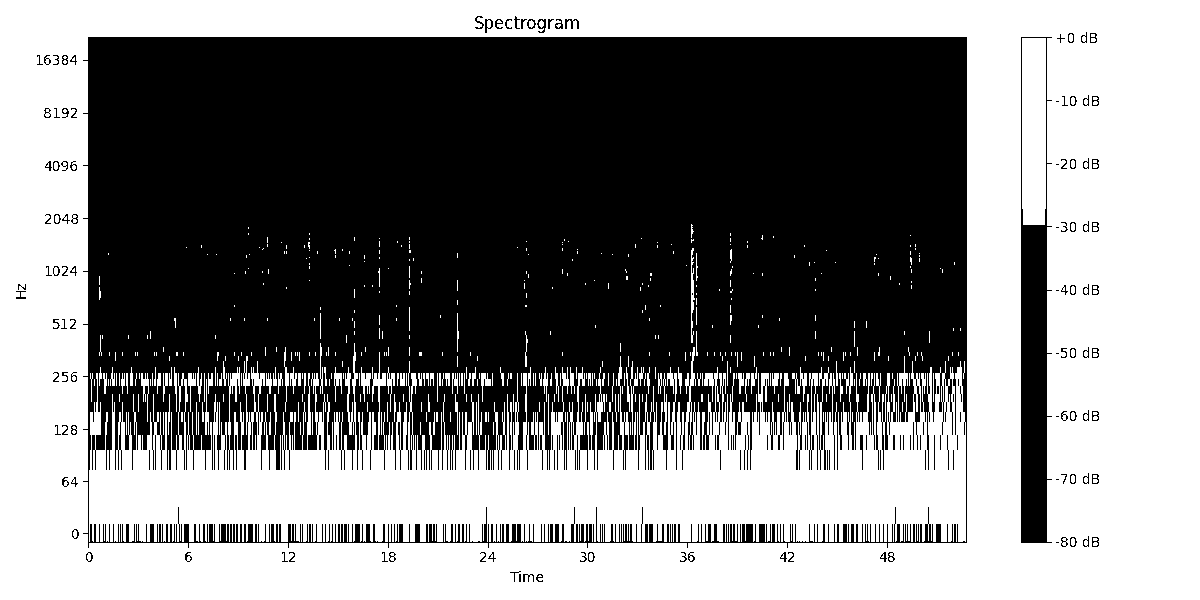 Spectrogram
Hz
16384
8192
4096
2048
1024
512
256
128
64
0
0 6 12 18 24 30 36 42 48
Time
+0 dB
-10 dB
-20 dB
-30 dB
-40 dB
-50 dB
-60 dB
-70 dB
-80 dB